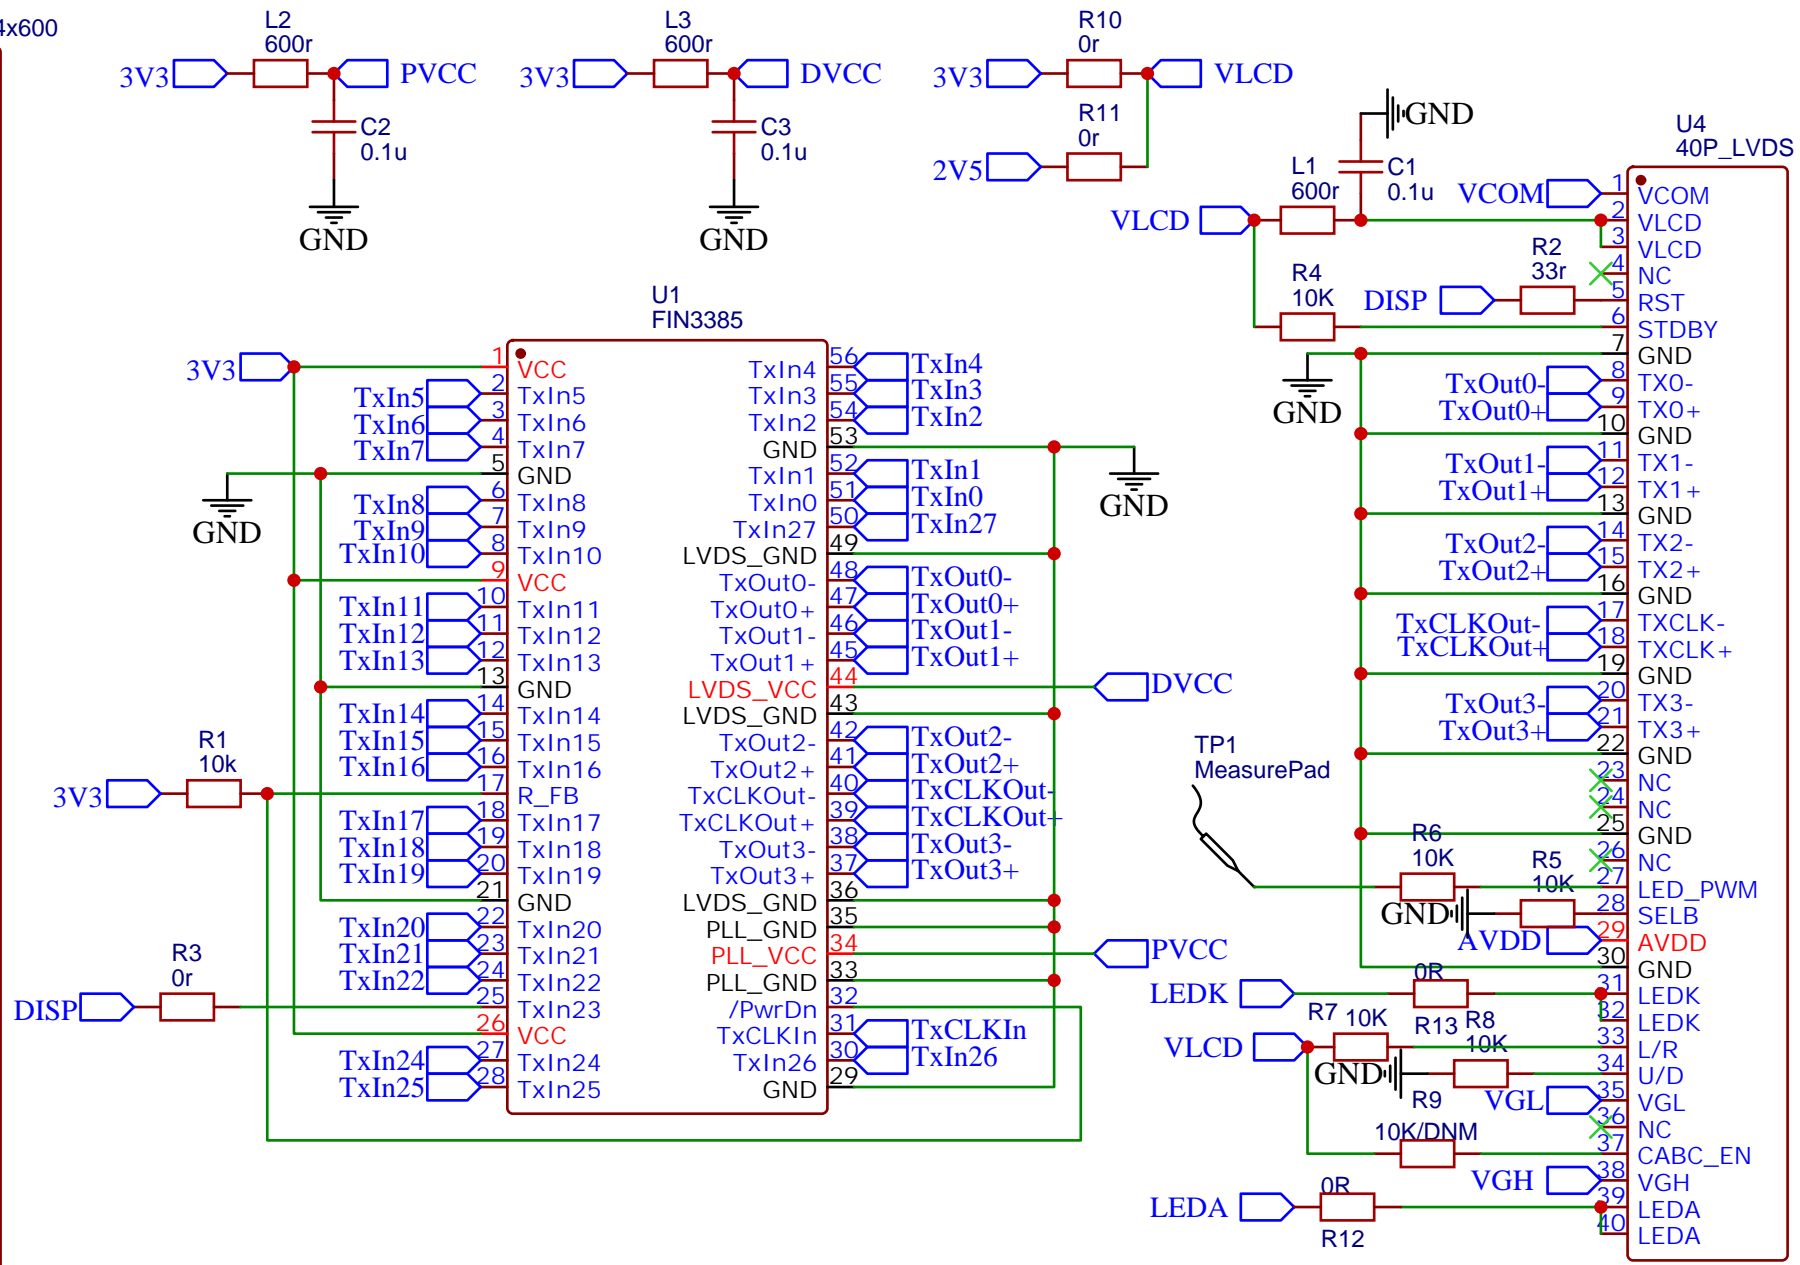 4x600
L2
600r
3V3
PVCC
C2
0.1u
GND
L3
600r
3V3
DVCC
C3
0.1u
GND
R10
0r
3V3
VLCD
R11
0r
2V5
GND
L1
600r
C1
0.1u
VLCD
R4
10K
R2
33r
DISP
VCOM
U4
40P_LVDS
1 VCOM
2 VLCD
3 VLCD
4 NC
5 RST
6 STDBY
7 GND
TxOut0- 8 TX0-
TxOut0+ 9 TX0+
10 GND
TxOut1- 11 TX1-
TxOut1+ 12 TX1+
13 GND
TxOut2- 14 TX2-
TxOut2+ 15 TX2+
16 GND
TxCLKOut- 17 TXCLK-
TxCLKOut+ 18 TXCLK+
19 GND
TxOut3- 20 TX3-
TxOut3+ 21 TX3+
22 GND
23 NC
24 NC
25 GND
26 NC
27 LED_PWM
28 SELB
AVDD 29 AVDD
30 GND
31 LEDK
32 LEDK
33 L/R
34 U/D
VGL 35 VGL
36 NC
37 CABC_EN
VGH 38 VGH
39 LEDA
40 LEDA
GND
TP1
MeasurePad
R6
10K
R5
10K
GND
LEDK
0R
R13
VLCD
R7 10K
R8
10K
GND
R9
10K/DNM
LEDA
0R
R12
U1
FIN3385
3V3 1 VCC
TxIn5 2 TxIn5
TxIn6 3 TxIn6
TxIn7 4 TxIn7
5 GND
GND
TxIn8 6 TxIn8
TxIn9 7 TxIn9
TxIn10 8 TxIn10
9 VCC
TxIn11 10 TxIn11
TxIn12 11 TxIn12
TxIn13 12 TxIn13
13 GND
TxIn14 14 TxIn14
TxIn15 15 TxIn15
TxIn16 16 TxIn16
R1
10k
3V3
17 R_FB
TxIn17 18 TxIn17
TxIn18 19 TxIn18
TxIn19 20 TxIn19
21 GND
TxIn20 22 TxIn20
TxIn21 23 TxIn21
TxIn22 24 TxIn22
R3
0r
DISP
25 TxIn23
26 VCC
TxIn24 27 TxIn24
TxIn25 28 TxIn25
TxIn4 56 TxIn4
TxIn3 55 TxIn3
TxIn2 54 TxIn2
GND 53
GND
TxIn1 52 TxIn1
TxIn0 51 TxIn0
TxIn27 50 TxIn27
LVDS_GND 49
TxOut0- 48 TxOut0-
TxOut0+ 47 TxOut0+
TxOut1- 46 TxOut1-
TxOut1+ 45 TxOut1+
LVDS_VCC 44 DVCC
LVDS_GND 43
TxOut2- 42 TxOut2-
TxOut2+ 41 TxOut2+
TxCLKOut- 40 TxCLKOut-
TxCLKOut+ 39 TxCLKOut+
TxOut3- 38 TxOut3-
TxOut3+ 37 TxOut3+
LVDS_GND 36
PLL_GND 35
PLL_VCC 34 PVCC
PLL_GND 33
/PwrDn 32
TxCLKIn 31 TxCLKIn
TxIn26 30 TxIn26
GND 29